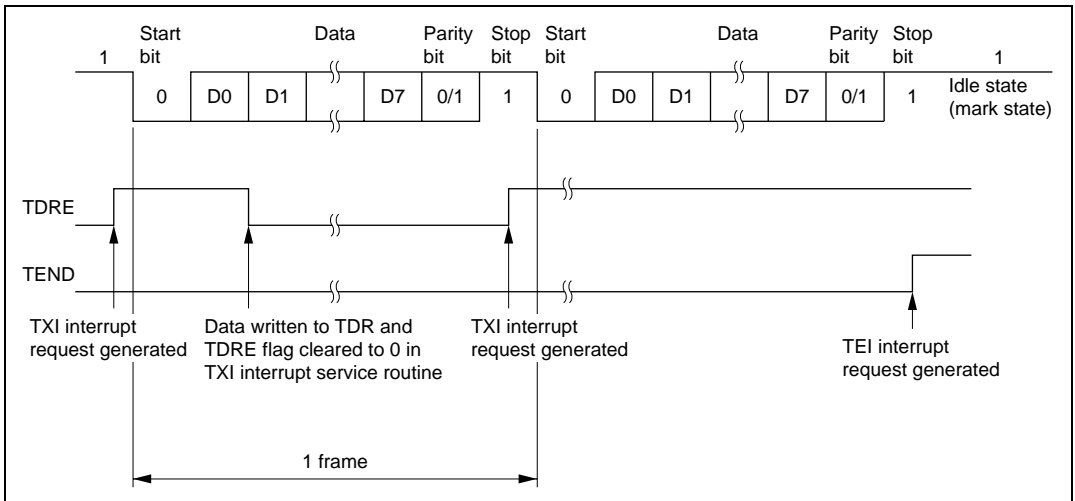 Start bit Data Parity bit Stop bit Start bit Data Parity bit Stop bit
1 1
0 D0 D1 D7 0/1 1 0 D0 D1 D7 0/1 1 Idle state (mark state)
TDRE
TEND
TXI interrupt
request generated
Data written to TDR and
TDRE flag cleared to 0 in
TXI interrupt service routine
TXI interrupt
request generated
TEI interrupt
request generated
1 frame